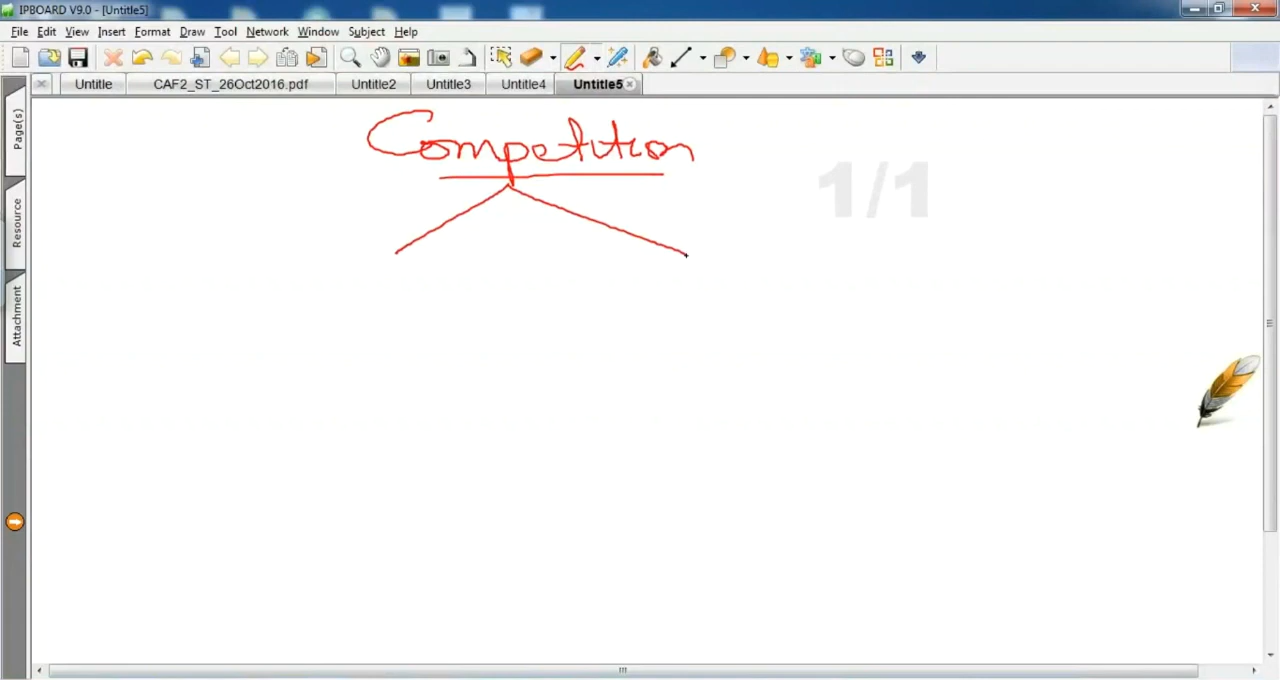 IPBOARD V9.0 - [Untitle5]
File Edit View Insert Format Draw Tool Network Window Subject Help
Untitle CAF2_ST_26Oct2016.pdf Untitle2 Untitle3 Untitle4 Untitle5
Page(s)
Resource
Attachment
Competition
1/1